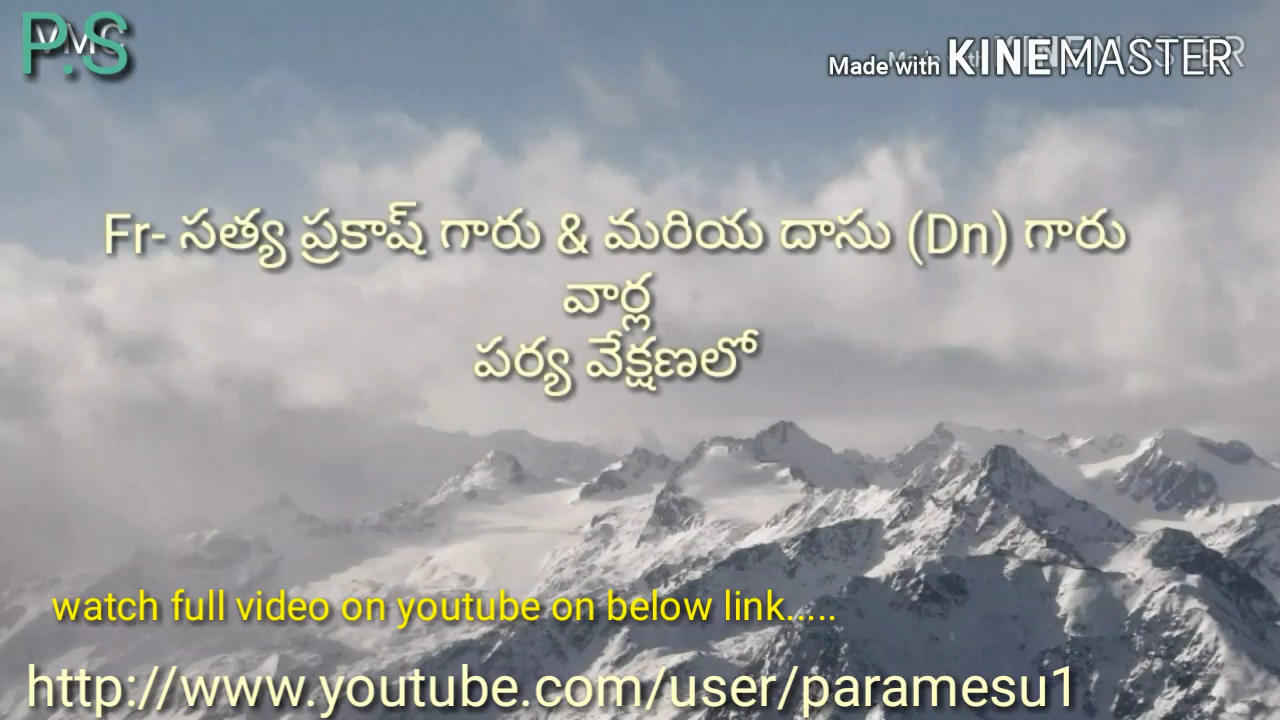 P.S
VMC
Made with KINEMASTER
Fr- సత్య ప్రకాష్ గారు & మరియ దాసు (Dn) గారు
వార్ల
పర్య వేక్షణలో
watch full video on youtube on below link.....
http://www.youtube.com/user/paramesu1